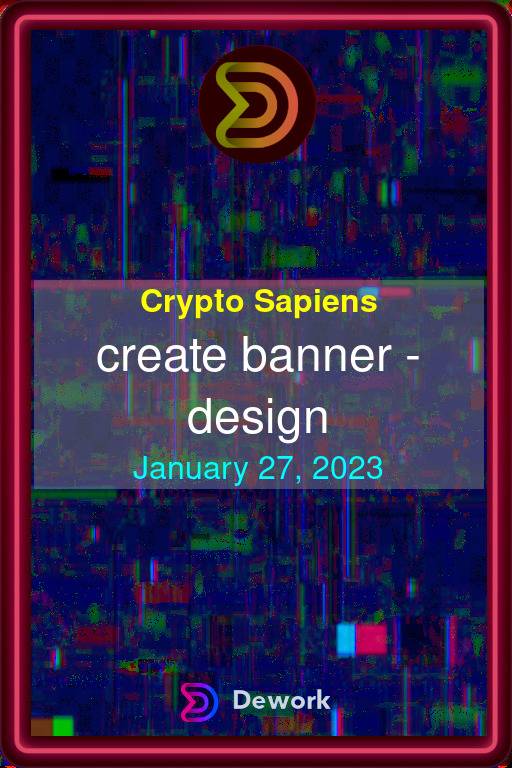 Crypto Sapiens
create banner -
design
January 27, 2023
Dework